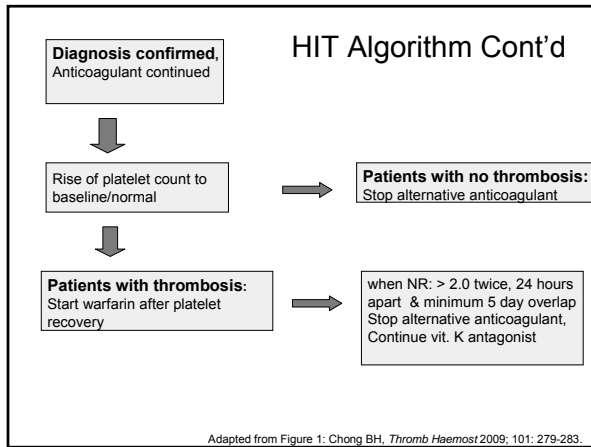 HIT Algorithm Cont'd
Diagnosis confirmed,
Anticoagulant continued
Rise of platelet count to
baseline/normal
Patients with no thrombosis:
Stop alternative anticoagulant
Patients with thrombosis:
Start warfarin after platelet
recovery
when NR: > 2.0 twice, 24 hours
apart & minimum 5 day overlap
Stop alternative anticoagulant,
Continue vit. K antagonist
Adapted from Figure 1: Chong BH, Thromb Haemost 2009; 101: 279-283.